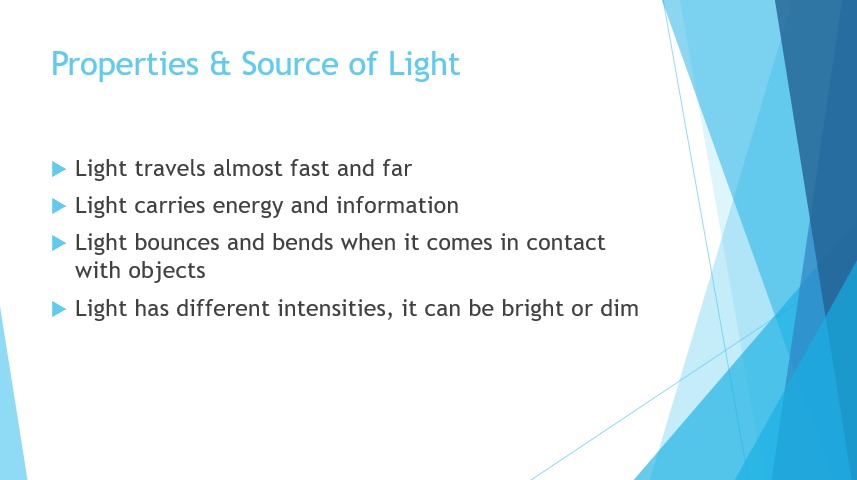 Properties & Source of Light
Light travels almost fast and far
Light carries energy and information
Light bounces and bends when it comes in contact
with objects
Light has different intensities, it can be bright or dim